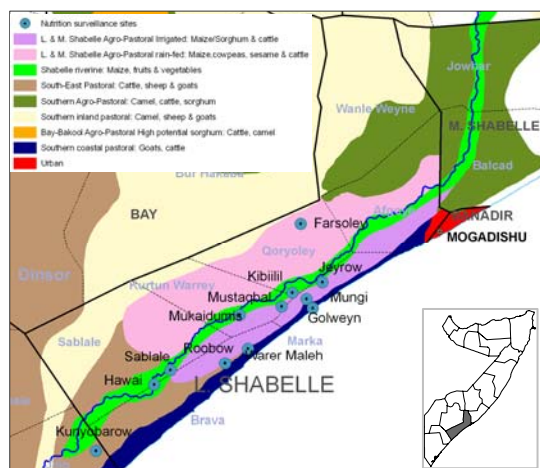 Nutrition surveillance sites
L. & M. Shabelle Agro-Pastoral Irrigated: Maize/Sorghum & cattle
L. & M. Shabelle Agro-Pastoral rain-fed: Maize,cowpeas, sesame & cattle
Shabelle riverine: Maize, fruits & vegetables
South-East Pastoral: Cattle, sheep & goats
Southern Agro-Pastoral: Camel, cattle, sorghum
Southern inland pastoral: Camel, sheep & goats
Bay-Bakool Agro-Pastoral High potential sorghum: Cattle, camel
Southern coastal pastoral: Goats, cattle
Urban
Jowhar
Wanle Weyne
M. SHABELLE
Balcad
Bur Hakaba
BAY
Farsoley
MOGADISHU
Dinsor
Qoryoley
Kibiilil
Jeyrow
Kurtun Warrey
Mustaqbal
Mungi
Golweyn
Sablale
Marka
Roobow
Warer Maleh
Sablale
Hawai
L. SHABELLE
Brava
Kunyobarow